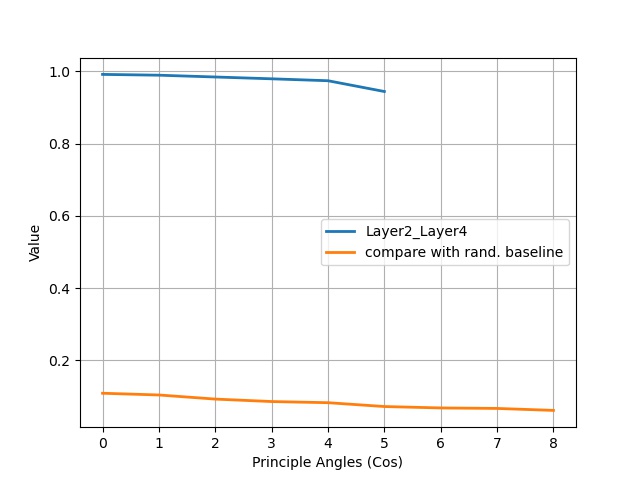 1.0
0.8
0.6
0.4
0.2
Value
Layer2_Layer4
compare with rand. baseline
0 1 2 3 4 5 6 7 8
Principle Angles (Cos)